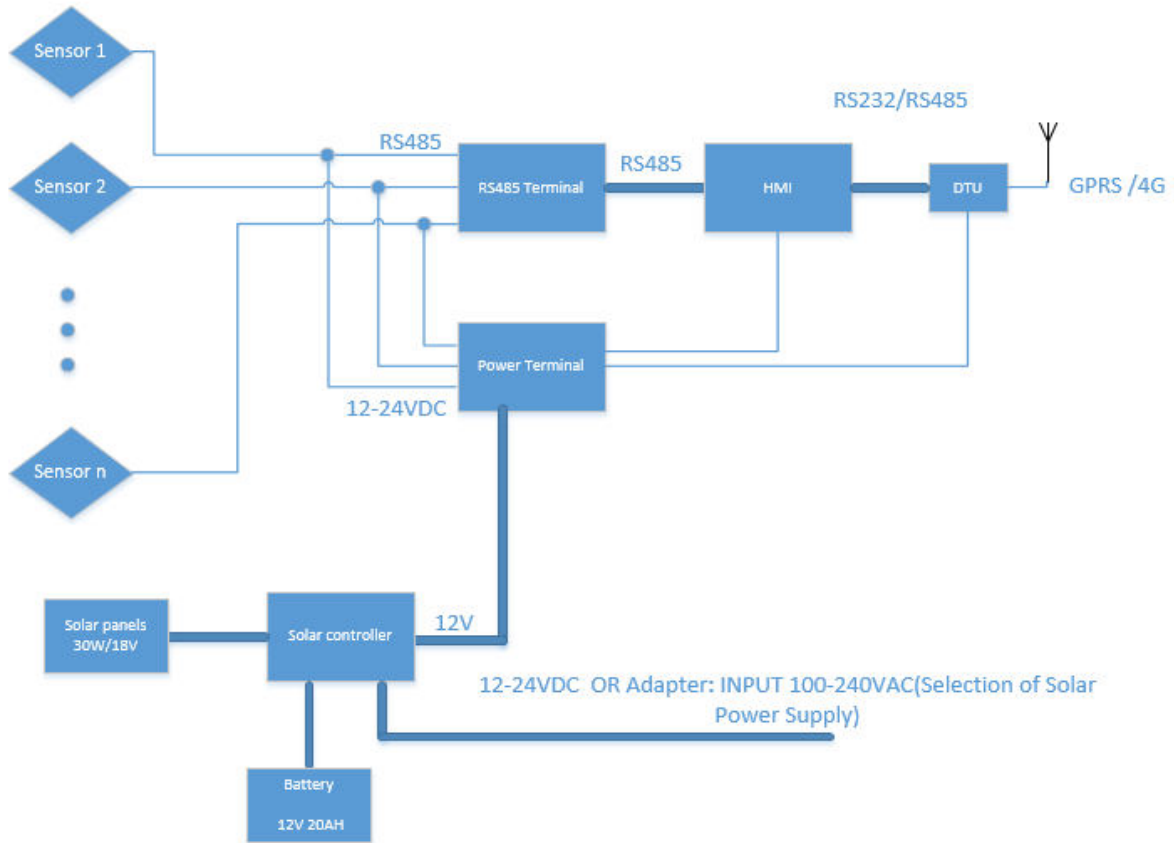 Sensor 1
RS232/RS485
RS485
RS485
Sensor 2
RS485 Terminal
HMI
DTU
GPRS /4G
Power Terminal
12-24VDC
Sensor n
Solar panels
30W/18V
Solar controller
12V
12-24VDC OR Adapter: INPUT 100-240VAC(Selection of Solar
Power Supply)
Battery
12V 20AH